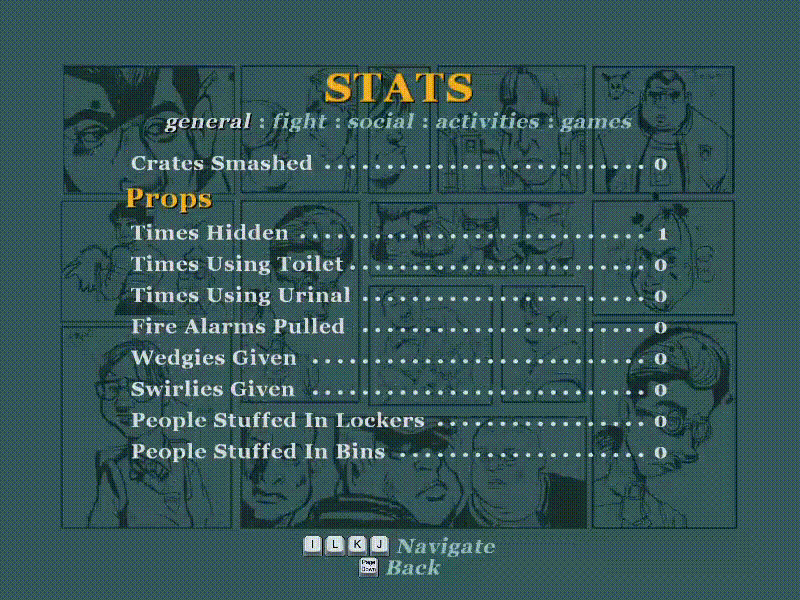 STATS
general : fight : social : activities : games
Crates Smashed . . . . . . . . . . . . . . . . . . . . . . . . . . 0
Props
Times Hidden . . . . . . . . . . . . . . . . . . . . . . . . . . . . 1
Times Using Toilet . . . . . . . . . . . . . . . . . . . . . . . . 0
Times Using Urinal . . . . . . . . . . . . . . . . . . . . . . . 0
Fire Alarms Pulled . . . . . . . . . . . . . . . . . . . . . . . 0
Wedgies Given . . . . . . . . . . . . . . . . . . . . . . . . . . . 0
Swirlies Given . . . . . . . . . . . . . . . . . . . . . . . . . . . 0
People Stuffed In Lockers . . . . . . . . . . . . . . . . . 0
People Stuffed In Bins . . . . . . . . . . . . . . . . . . . . 0
I L K J Navigate
Page Down Back